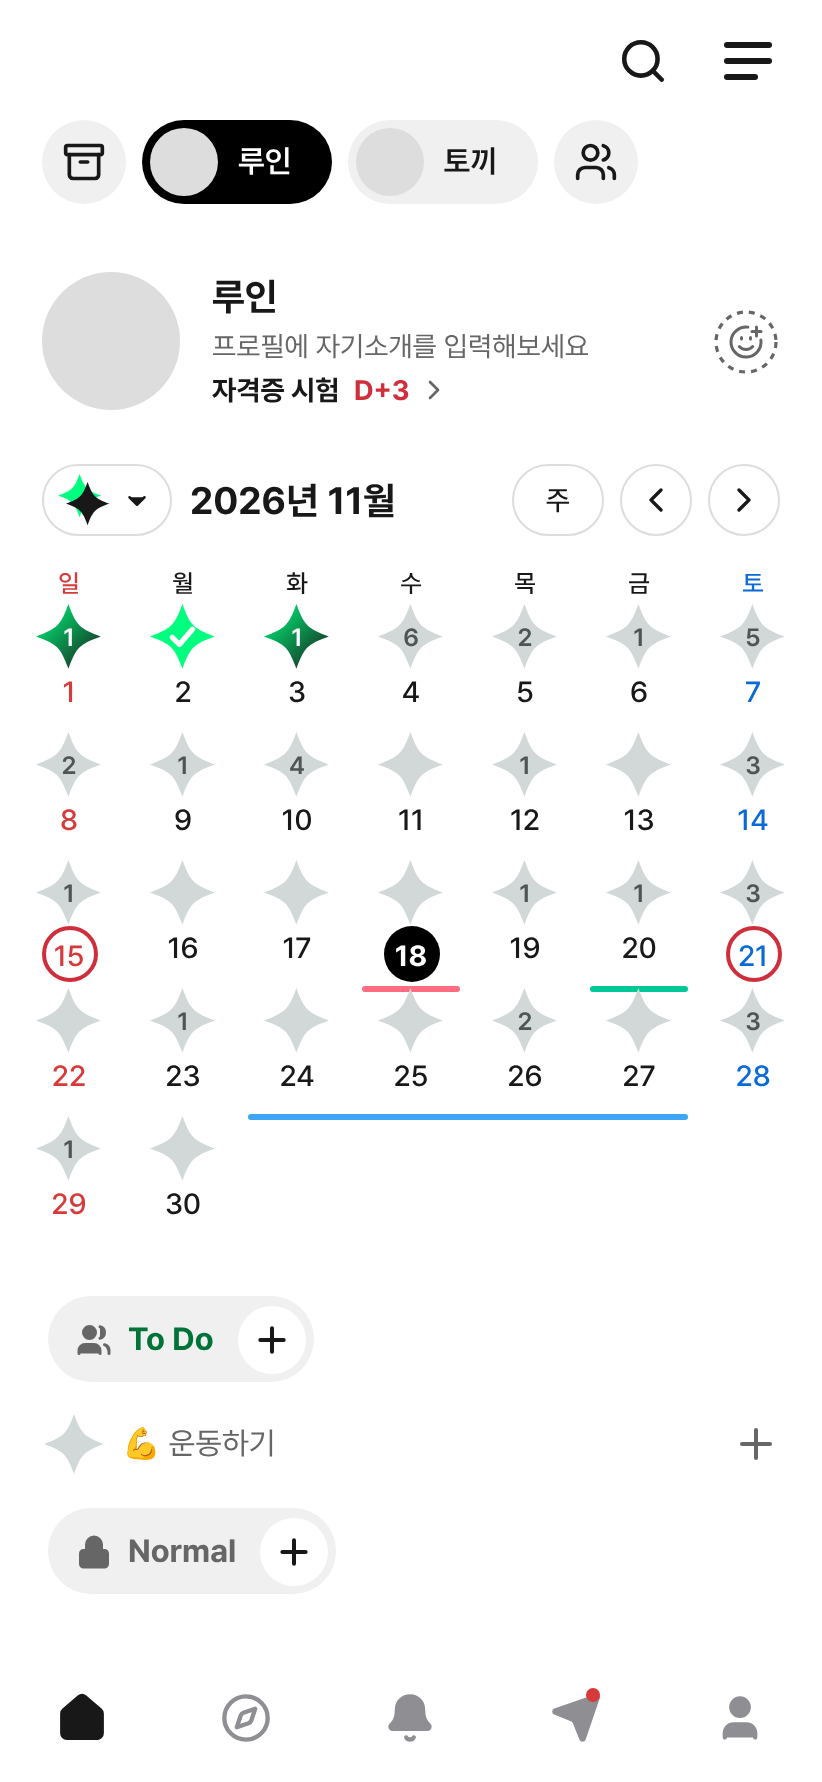 루인 토끼
루인
프로필에 자기소개를 입력해보세요
자격증 시험 D+3
2026년 11월 주
일 월 화 수 목 금 토
1 1 6 2 1 5
1 2 3 4 5 6 7
2 1 4 1 3
8 9 10 11 12 13 14
1 1 1 3
15 16 17 18 19 20 21
1 2 3
22 23 24 25 26 27 28
1
29 30
To Do
💪 운동하기
Normal